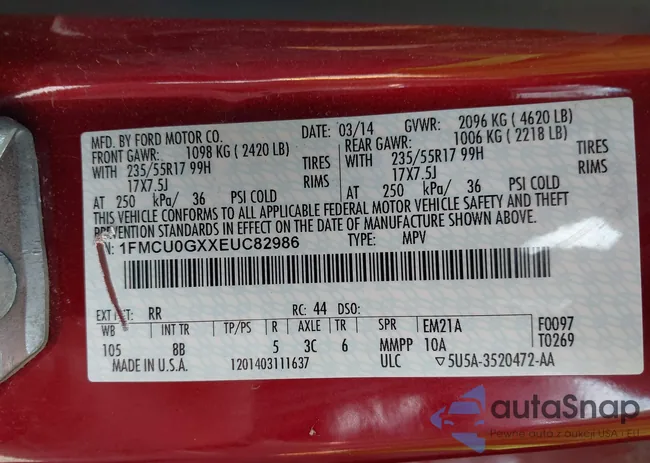 MFD. BY FORD MOTOR CO. DATE: 03/14 GVWR: 2096 KG ( 4620 LB)
FRONT GAWR: 1098 KG ( 2420 LB) REAR GAWR: 1006 KG ( 2218 LB)
WITH 235/55R17 99H TIRES WITH 235/55R17 99H TIRES
17X7.5J RIMS 17X7.5J RIMS
AT 250 kPa/ 36 PSI COLD AT 250 kPa/ 36 PSI COLD
THIS VEHICLE CONFORMS TO ALL APPLICABLE FEDERAL MOTOR VEHICLE SAFETY AND THEFT
PREVENTION STANDARDS IN EFFECT ON THE DATE OF MANUFACTURE SHOWN ABOVE.
N: 1FMCU0GXXEUC82986 TYPE: MPV
EXT PNT: RR RC: 44 DSO:
WB INT TR TP/PS R AXLE TR SPR EM21A F0097
105 8B 5 3C 6 MMPP 10A T0269
MADE IN U.S.A. 1201403111637 ULC ▽5U5A-3520472-AA
autaSnap
Pewne auta z aukcji USA i EU